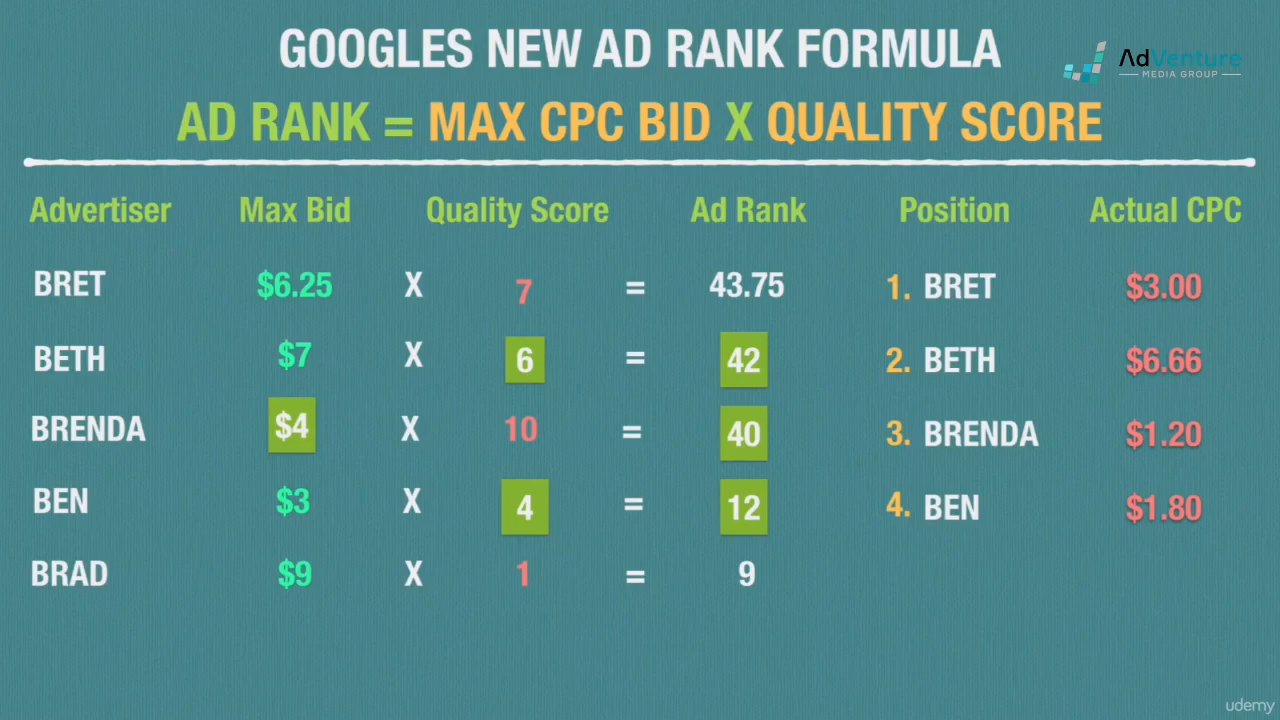 GOOGLES NEW AD RANK FORMULA
AdVenture
MEDIA GROUP
AD RANK = MAX CPC BID X QUALITY SCORE
Advertiser Max Bid Quality Score Ad Rank Position Actual CPC
BRET $6.25 X 7 = 43.75 1. BRET $3.00
BETH $7 X 6 = 42 2. BETH $6.66
BRENDA $4 X 10 = 40 3. BRENDA $1.20
BEN $3 X 4 = 12 4. BEN $1.80
BRAD $9 X 1 = 9
udemy